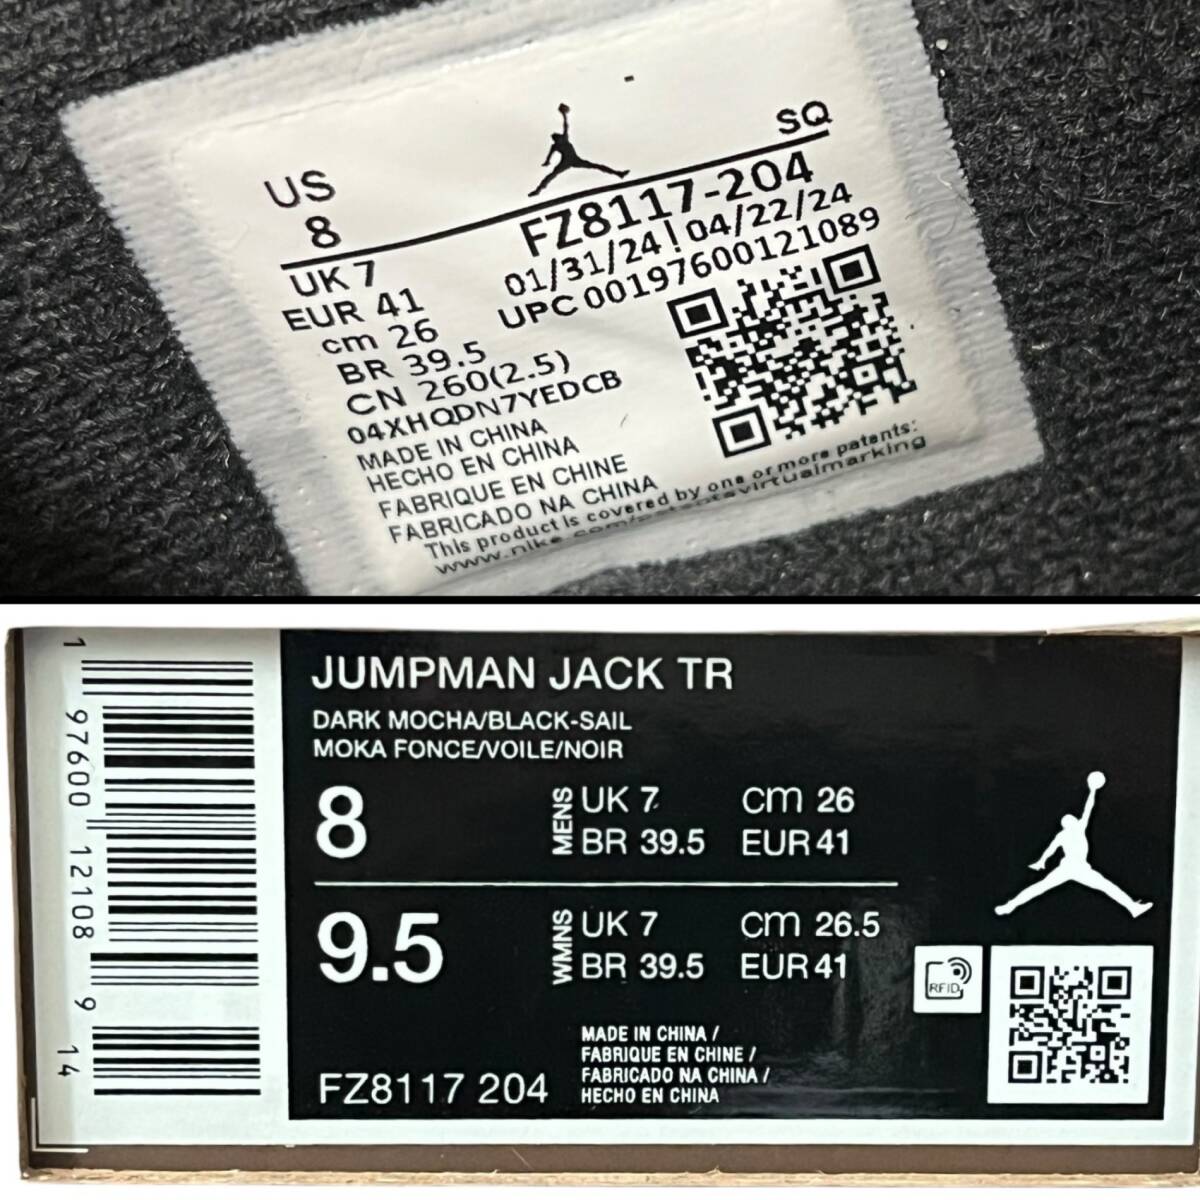 US
8
SQ
FZ8117-204
01/31/24! 04/22/24
UPC 00197600121089
UK 7
EUR 41
cm 26
BR 39.5
CN 260(2.5)
04XHQDN7YEDCB
MADE IN CHINA
HECHO EN CHINA
FABRIQUE EN CHINE
FABRICADO NA CHINA
This product is covered by one or more patents:
www.nike.com/patentsvirtualmarking
1 97600 12108 9 14
JUMPMAN JACK TR
DARK MOCHA/BLACK-SAIL
MOKA FONCE/VOILE/NOIR
8
MENS
UK 7 cm 26
BR 39.5 EUR 41
9.5
WMNS
UK 7 cm 26.5
BR 39.5 EUR 41
RFID
MADE IN CHINA /
FABRIQUE EN CHINE /
FABRICADO NA CHINA /
HECHO EN CHINA
FZ8117 204